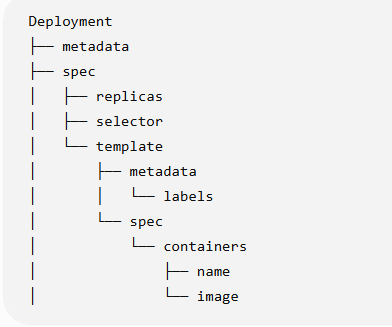 Deployment
├── metadata
├── spec
│   ├── replicas
│   ├── selector
│   └── template
│       ├── metadata
│       │   └── labels
│       └── spec
│           └── containers
│               ├── name
│               └── image